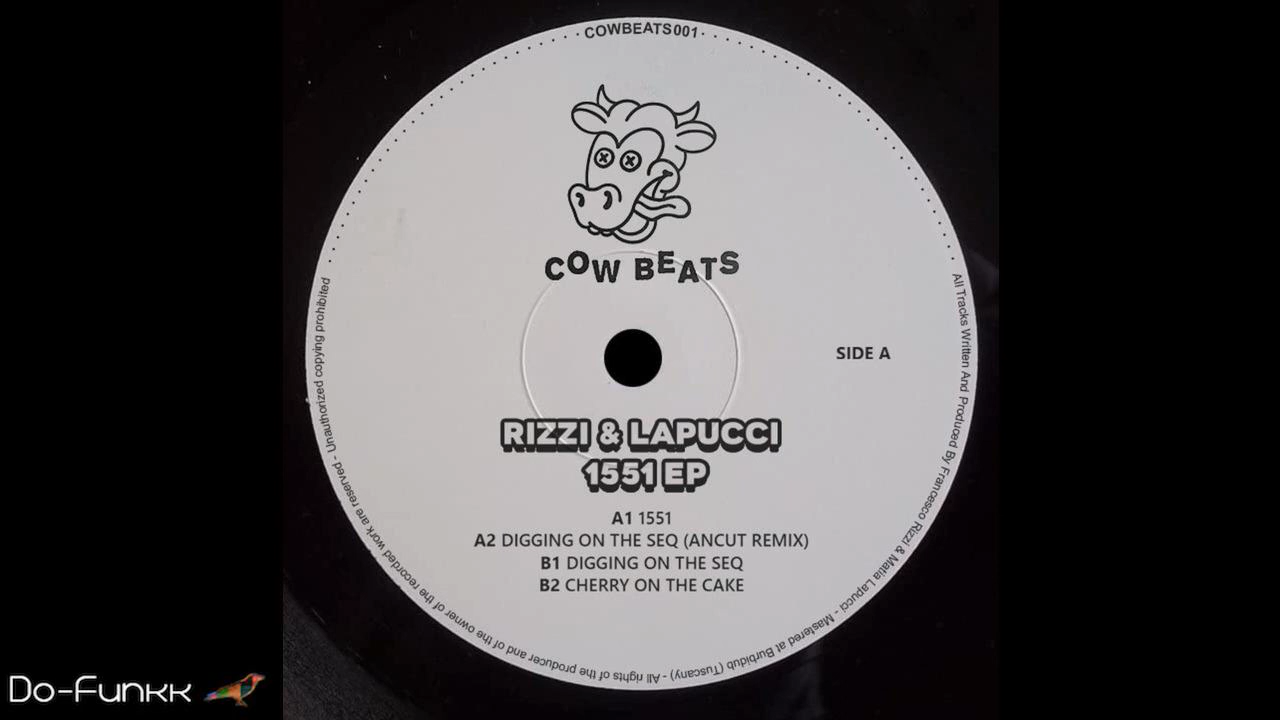 COWBEATS001
COW BEATS
SIDE A
RIZZI & LAPUCCI
1551 EP
A1 1551
A2 DIGGING ON THE SEQ (ANCUT REMIX)
B1 DIGGING ON THE SEQ
B2 CHERRY ON THE CAKE
All Tracks Written And Produced By Francesco Rizzi & Matia Lapucci - Mastered at Burbidub (Tuscany) - All rights of the producer and of the owner of the recorded work are reserved - Unauthorized copying prohibited
Do-Funkk